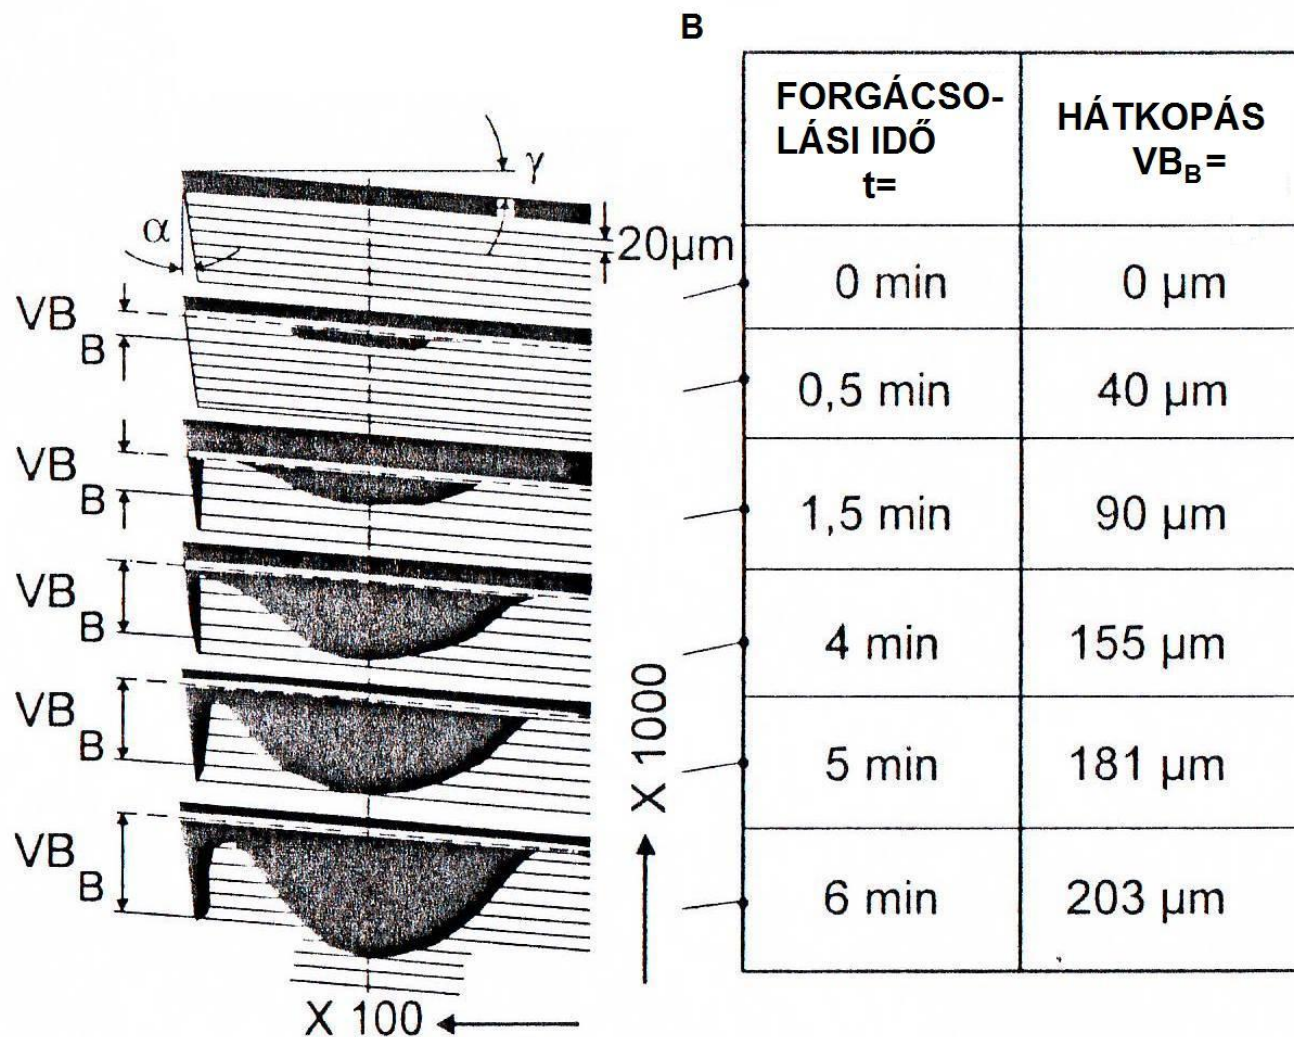 B
FORGÁCSO-
LÁSI IDŐ
t=
HÁTKOPÁS
VB_B=
γ
α
20µm
0 min
0 µm
VB
B
0,5 min
40 µm
VB
B
1,5 min
90 µm
VB
B
4 min
155 µm
VB
B
5 min
181 µm
VB
B
6 min
203 µm
X 1000
X 100